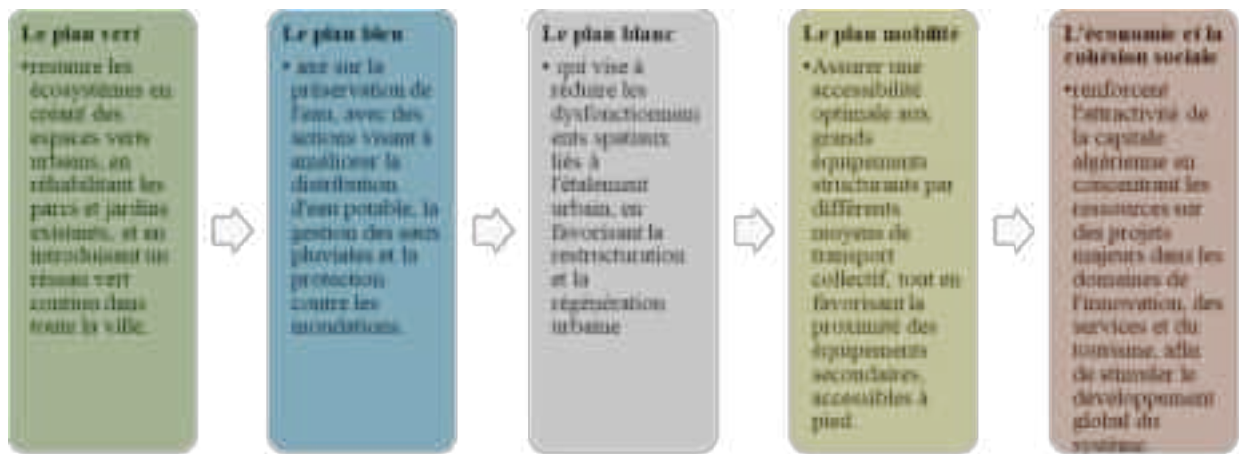 Le plan vert
•restaure les
écosystèmes en
créant des
espaces verts
urbains, en
réhabilitant les
parcs et jardins
existants, et en
introduisant un
réseau vert
continu dans
toute la ville.
Le plan bleu
• axé sur la
préservation de
l'eau, avec des
actions visant à
améliorer la
distribution
d'eau potable, la
gestion des eaux
pluviales et la
protection
contre les
inondations.
Le plan blanc
• qui vise à
réduire les
dysfonctionnem
ents spatiaux
liés à
l'étalement
urbain, en
favorisant la
restructuration
et la
régénération
urbaine
Le plan mobilité
•Assurer une
accessibilité
optimale aux
grands
équipements
structurants par
différents
moyens de
transport
collectif, tout en
favorisant la
proximité des
équipements
secondaires,
accessibles à
pied.
L'économie et la
cohésion sociale
•renforcent
l'attractivité de
la capitale
algérienne en
concentrant les
ressources sur
des projets
majeurs dans les
domaines de
l'innovation, des
services et du
tourisme, afin
de stimuler le
développement
global du
système.